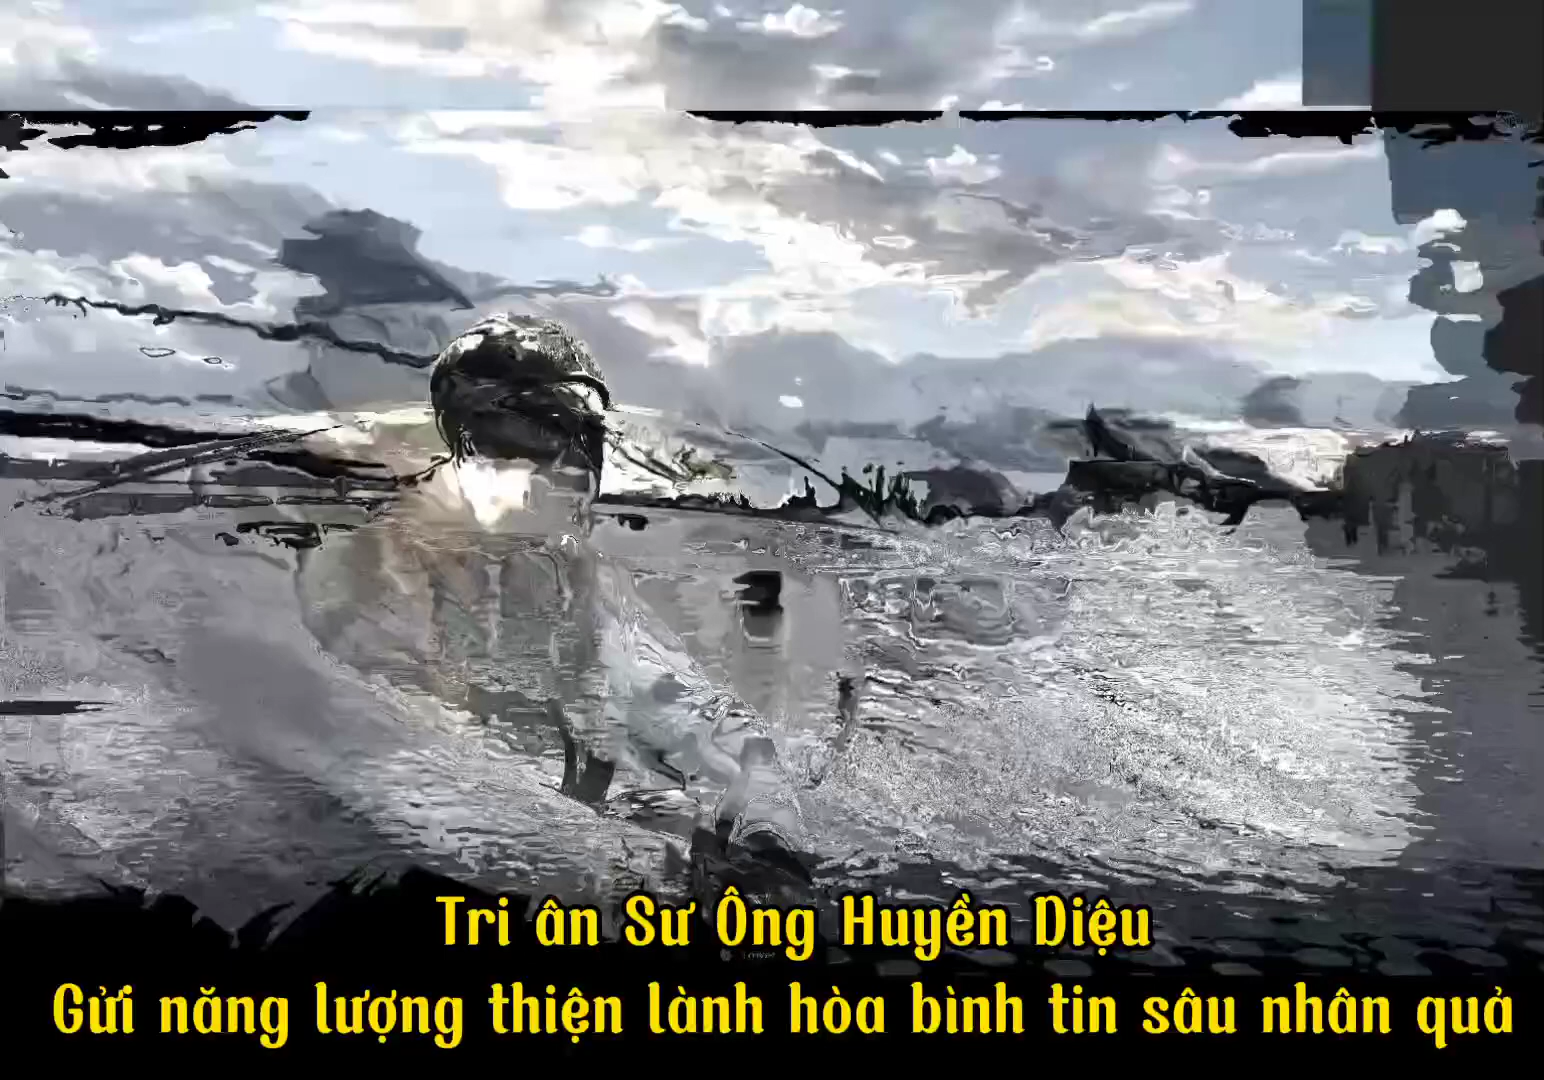 Tri ân Sư Ông Huyền Diệu
Gửi năng lượng thiện lành hòa bình tin sâu nhân quả